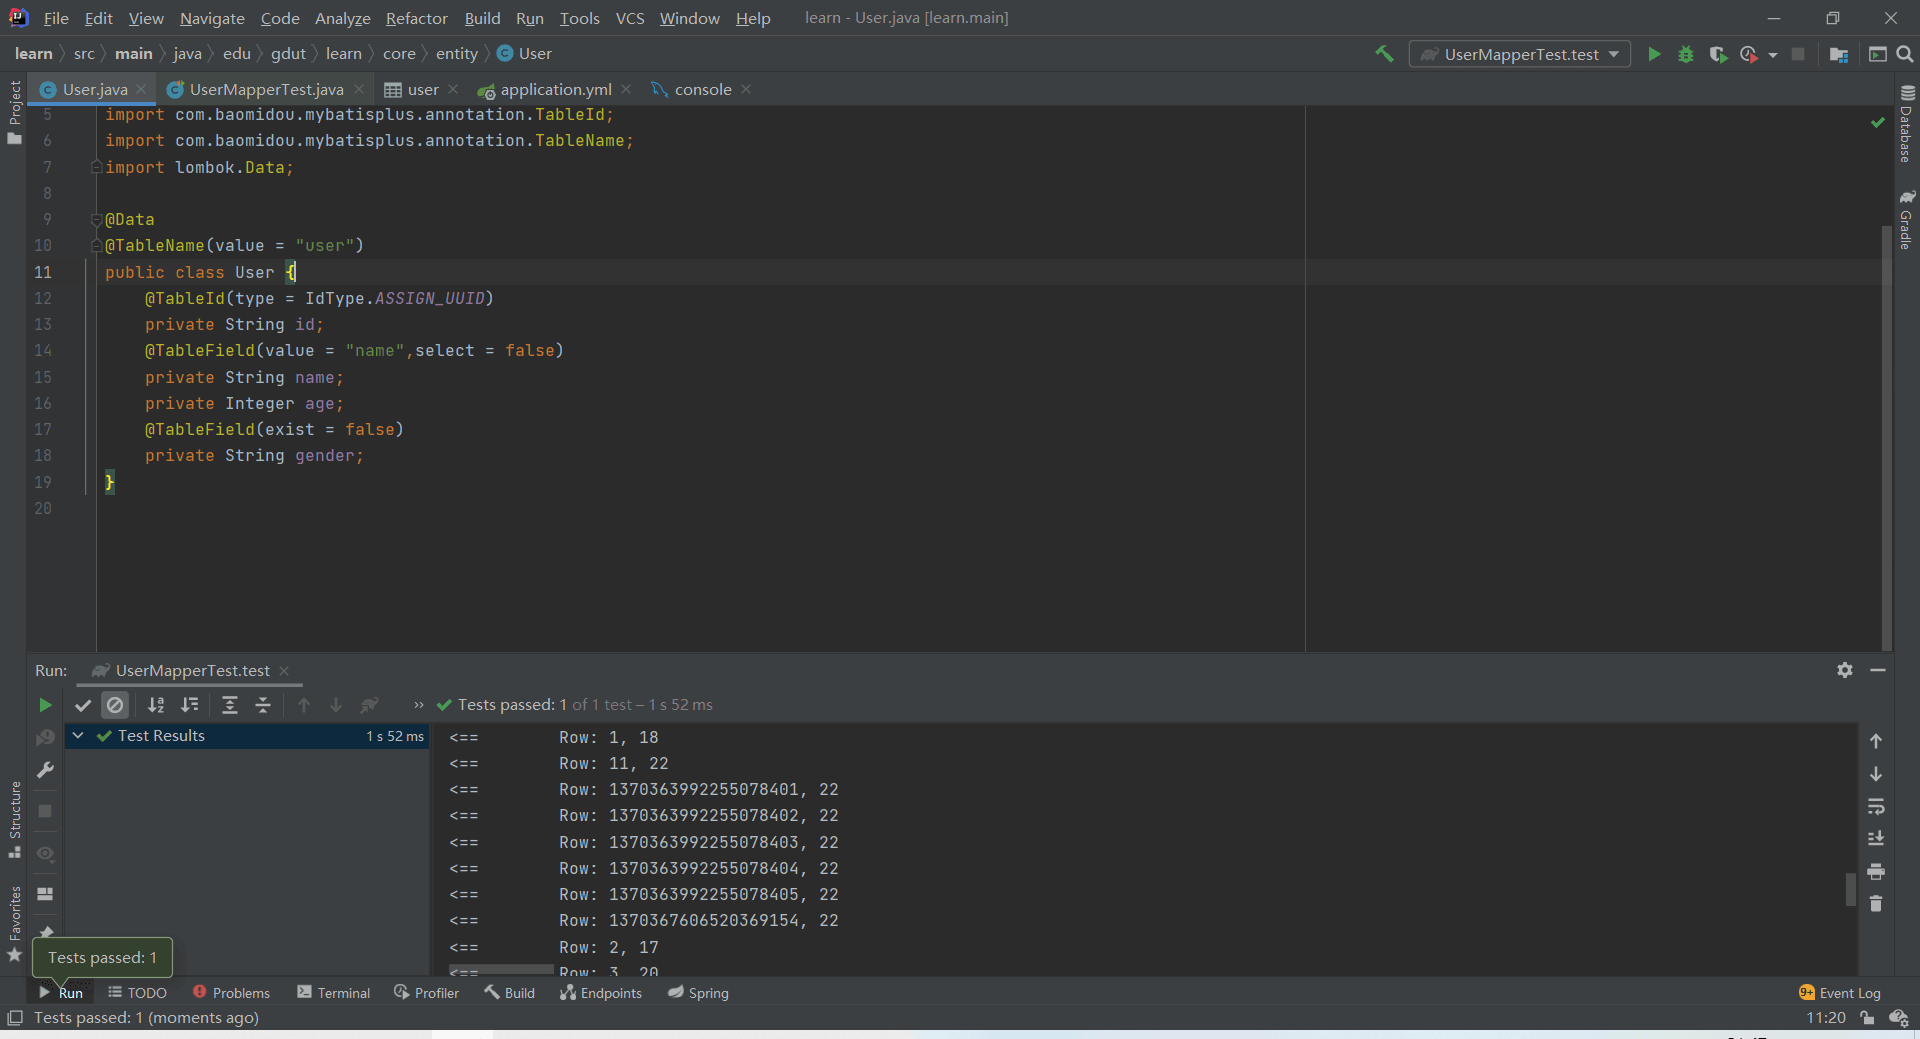 File Edit View Navigate Code Analyze Refactor Build Run Tools VCS Window Help learn - User.java [learn.main]
learn src main java edu gdut learn core entity User UserMapperTest.test
User.java UserMapperTest.java user application.yml console
Project
Database
Gradle
Structure
Favorites
5 import com.baomidou.mybatisplus.annotation.TableId;
6 import com.baomidou.mybatisplus.annotation.TableName;
7 import lombok.Data;
8
9 @Data
10 @TableName(value = "user")
11 public class User {
12 @TableId(type = IdType.ASSIGN_UUID)
13 private String id;
14 @TableField(value = "name",select = false)
15 private String name;
16 private Integer age;
17 @TableField(exist = false)
18 private String gender;
19 }
20
Run: UserMapperTest.test
Tests passed: 1 of 1 test – 1 s 52 ms
Test Results 1 s 52 ms
<== Row: 1, 18
<== Row: 11, 22
<== Row: 1370363992255078401, 22
<== Row: 1370363992255078402, 22
<== Row: 1370363992255078403, 22
<== Row: 1370363992255078404, 22
<== Row: 1370363992255078405, 22
<== Row: 1370367606520369154, 22
<== Row: 2, 17
<== Row: 3, 20
Tests passed: 1
Run TODO Problems Terminal Profiler Build Endpoints Spring 9+ Event Log
Tests passed: 1 (moments ago) 11:20